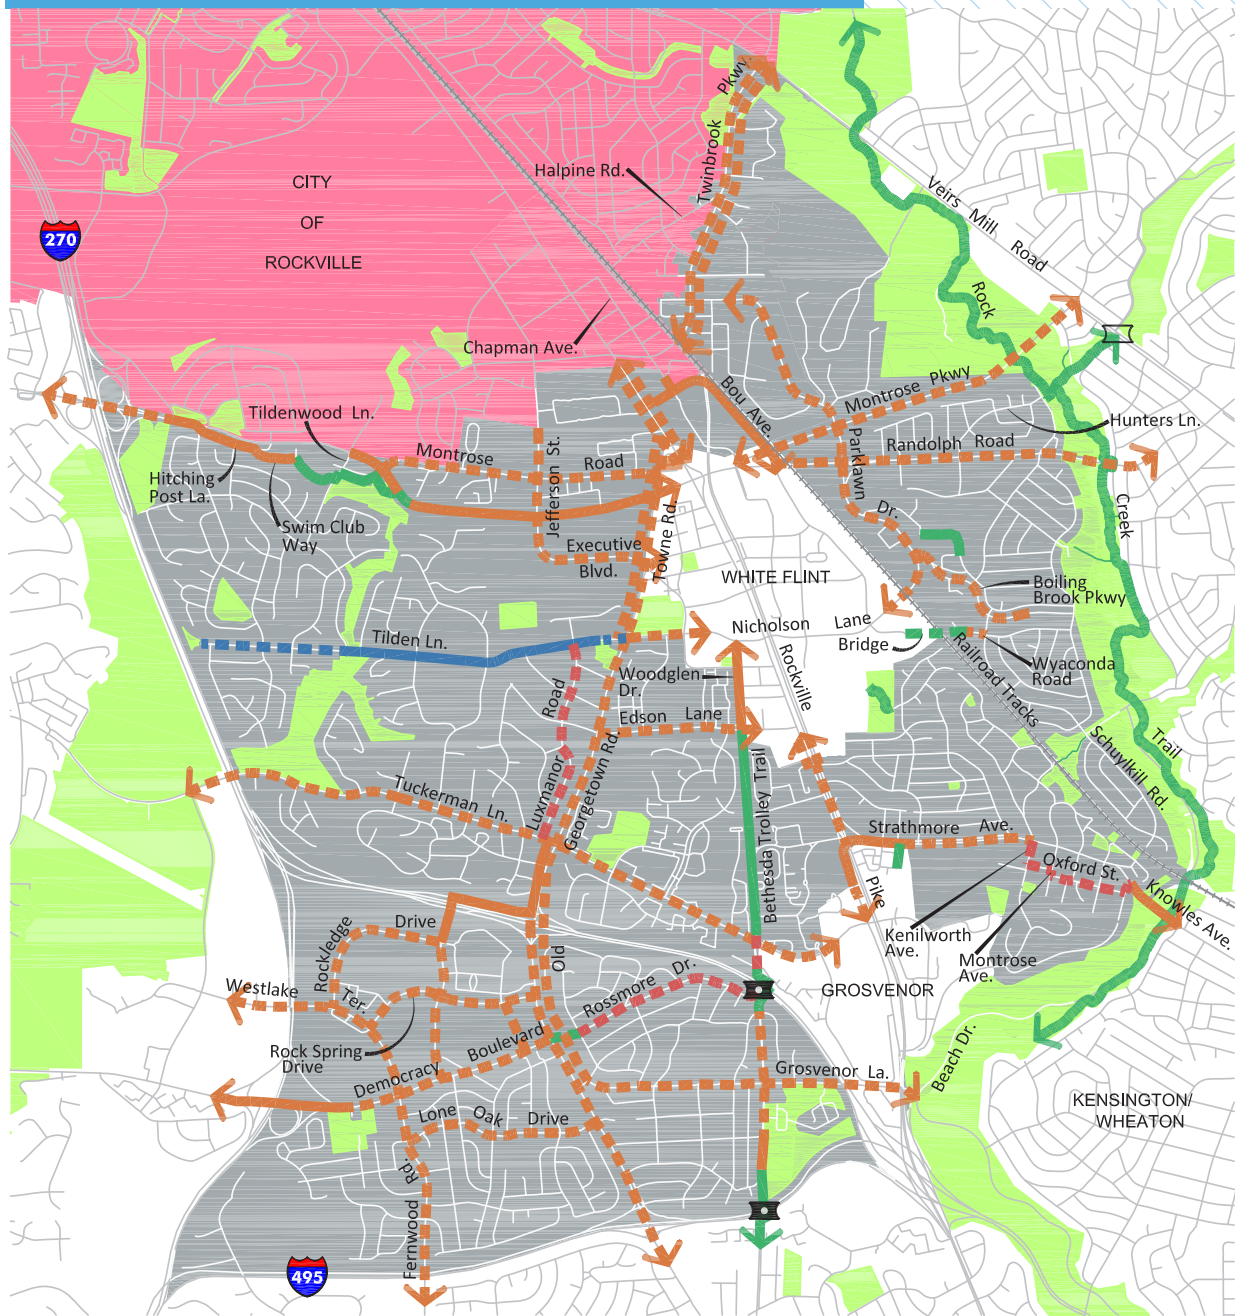 Pkwy.
Twinbrook
Halpine Rd.
CITY
OF
ROCKVILLE
270
Veirs Mill Road
Rock
Chapman Ave.
Bou Ave.
Montrose Pkwy
Tildenwood Ln.
Hunters Ln.
Montrose
Road
Jefferson St.
Parklawn
Randolph Road
Hitching
Post La.
Swim Club
Way
Dr.
Creek
Towne Rd.
Executive
Blvd.
WHITE FLINT
Boiling
Brook Pkwy
Tilden Ln.
Nicholson Lane
Bridge
Railroad Tracks
Wyaconda
Road
Woodglen
Dr.
Rockville
Road
Edson Lane
Luxmanor
Georgetown Rd.
Bethesda Trolley Trail
Trail
Schuylkill Rd.
Tuckerman Ln.
Strathmore Ave.
Oxford St.
Pike
Knowles Ave.
Kenilworth
Ave.
Montrose
Ave.
Rockledge
Drive
Old
Rossmore Dr.
GROSVENOR
Westlake
Ter.
Rock Spring
Drive
Boulevard
Democracy
Grosvenor La.
Beach Dr.
KENSINGTON/
WHEATON
Lone Oak Drive
Rd.
Fernwood
495